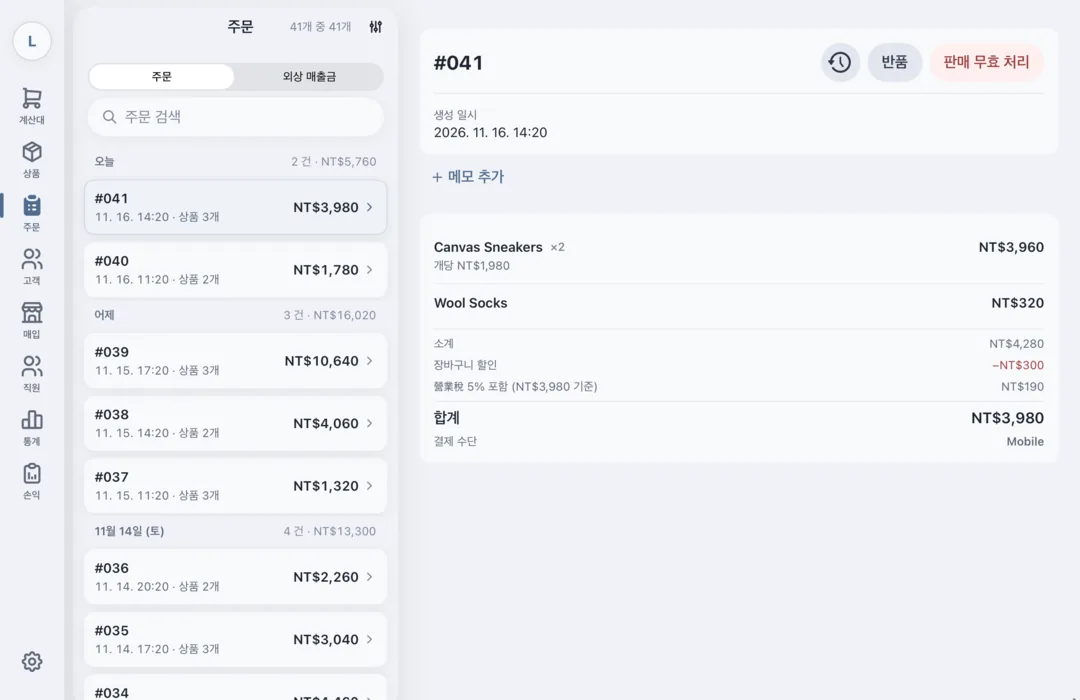 L
계산대
상품
주문
고객
매입
직원
통계
손익
주문
41개 중 41개
주문
외상 매출금
주문 검색
오늘
2 건 · NT$5,760
#041
11. 16. 14:20 · 상품 3개
NT$3,980
#040
11. 16. 11:20 · 상품 2개
NT$1,780
어제
3 건 · NT$16,020
#039
11. 15. 17:20 · 상품 3개
NT$10,640
#038
11. 15. 14:20 · 상품 2개
NT$4,060
#037
11. 15. 11:20 · 상품 3개
NT$1,320
11월 14일 (토)
4 건 · NT$13,300
#036
11. 14. 20:20 · 상품 2개
NT$2,260
#035
11. 14. 17:20 · 상품 3개
NT$3,040
#034
#041
반품
판매 무효 처리
생성 일시
2026. 11. 16. 14:20
+ 메모 추가
Canvas Sneakers ×2
NT$3,960
개당 NT$1,980
Wool Socks
NT$320
소계
NT$4,280
장바구니 할인
−NT$300
營業稅 5% 포함 (NT$3,980 기준)
NT$190
합계
NT$3,980
결제 수단
Mobile